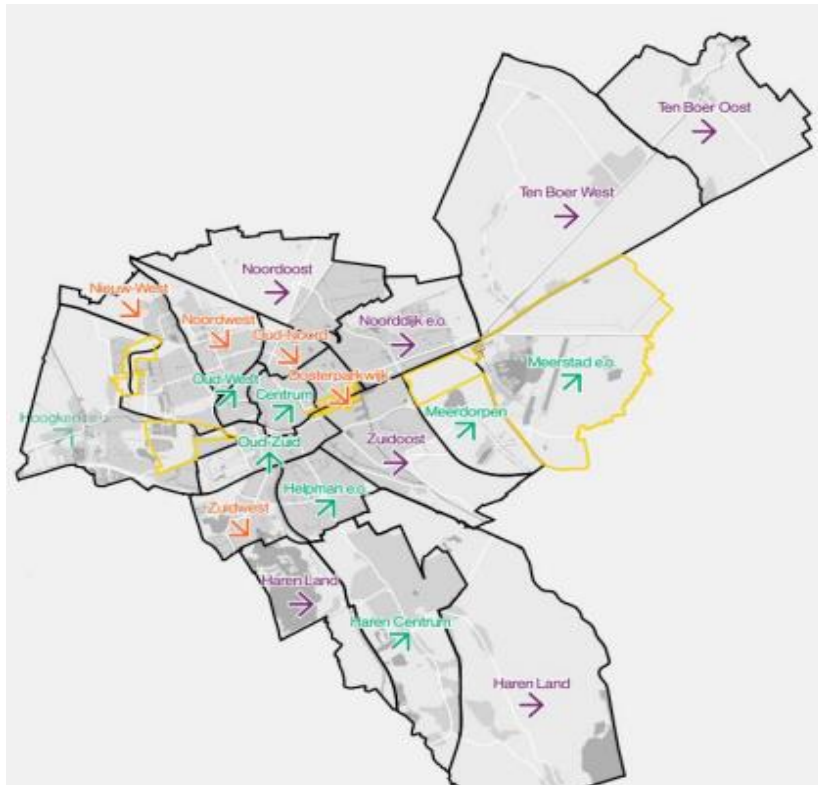 Ten Boer Oost
Ten Boer West
Noordoost
Nieuw-West
Noordwest
Oud-Noord
Noorddijk e.o.
Oosterparkwijk
Meerstad e.o.
Oud-West
Centrum
Meerdorpen
Oud-Zuid
Zuidoost
Helpman e.o.
Zuidwest
Haren Land
Haren Centrum
Haren Land